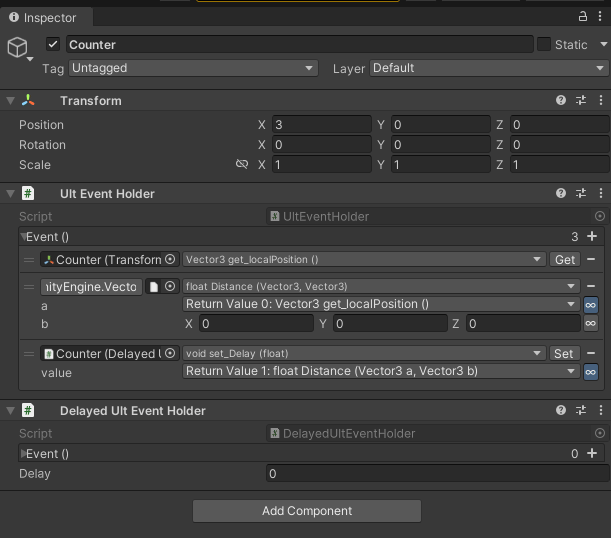 Inspector
Counter
Static
Tag Untagged Layer Default
Transform
Position X 3 Y 0 Z 0
Rotation X 0 Y 0 Z 0
Scale X 1 Y 1 Z 1
# Ult Event Holder
Script # UltEventHolder
Event () 3 +
Counter (Transform Vector3 get_localPosition () Get −
nityEngine.Vecto float Distance (Vector3, Vector3) −
a Return Value 0: Vector3 get_localPosition () ∞
b X 0 Y 0 Z 0 ∞
Counter (Delayed U void set_Delay (float) Set −
value Return Value 1: float Distance (Vector3 a, Vector3 b) ∞
# Delayed Ult Event Holder
Script # DelayedUltEventHolder
Event () 0 +
Delay 0
Add Component